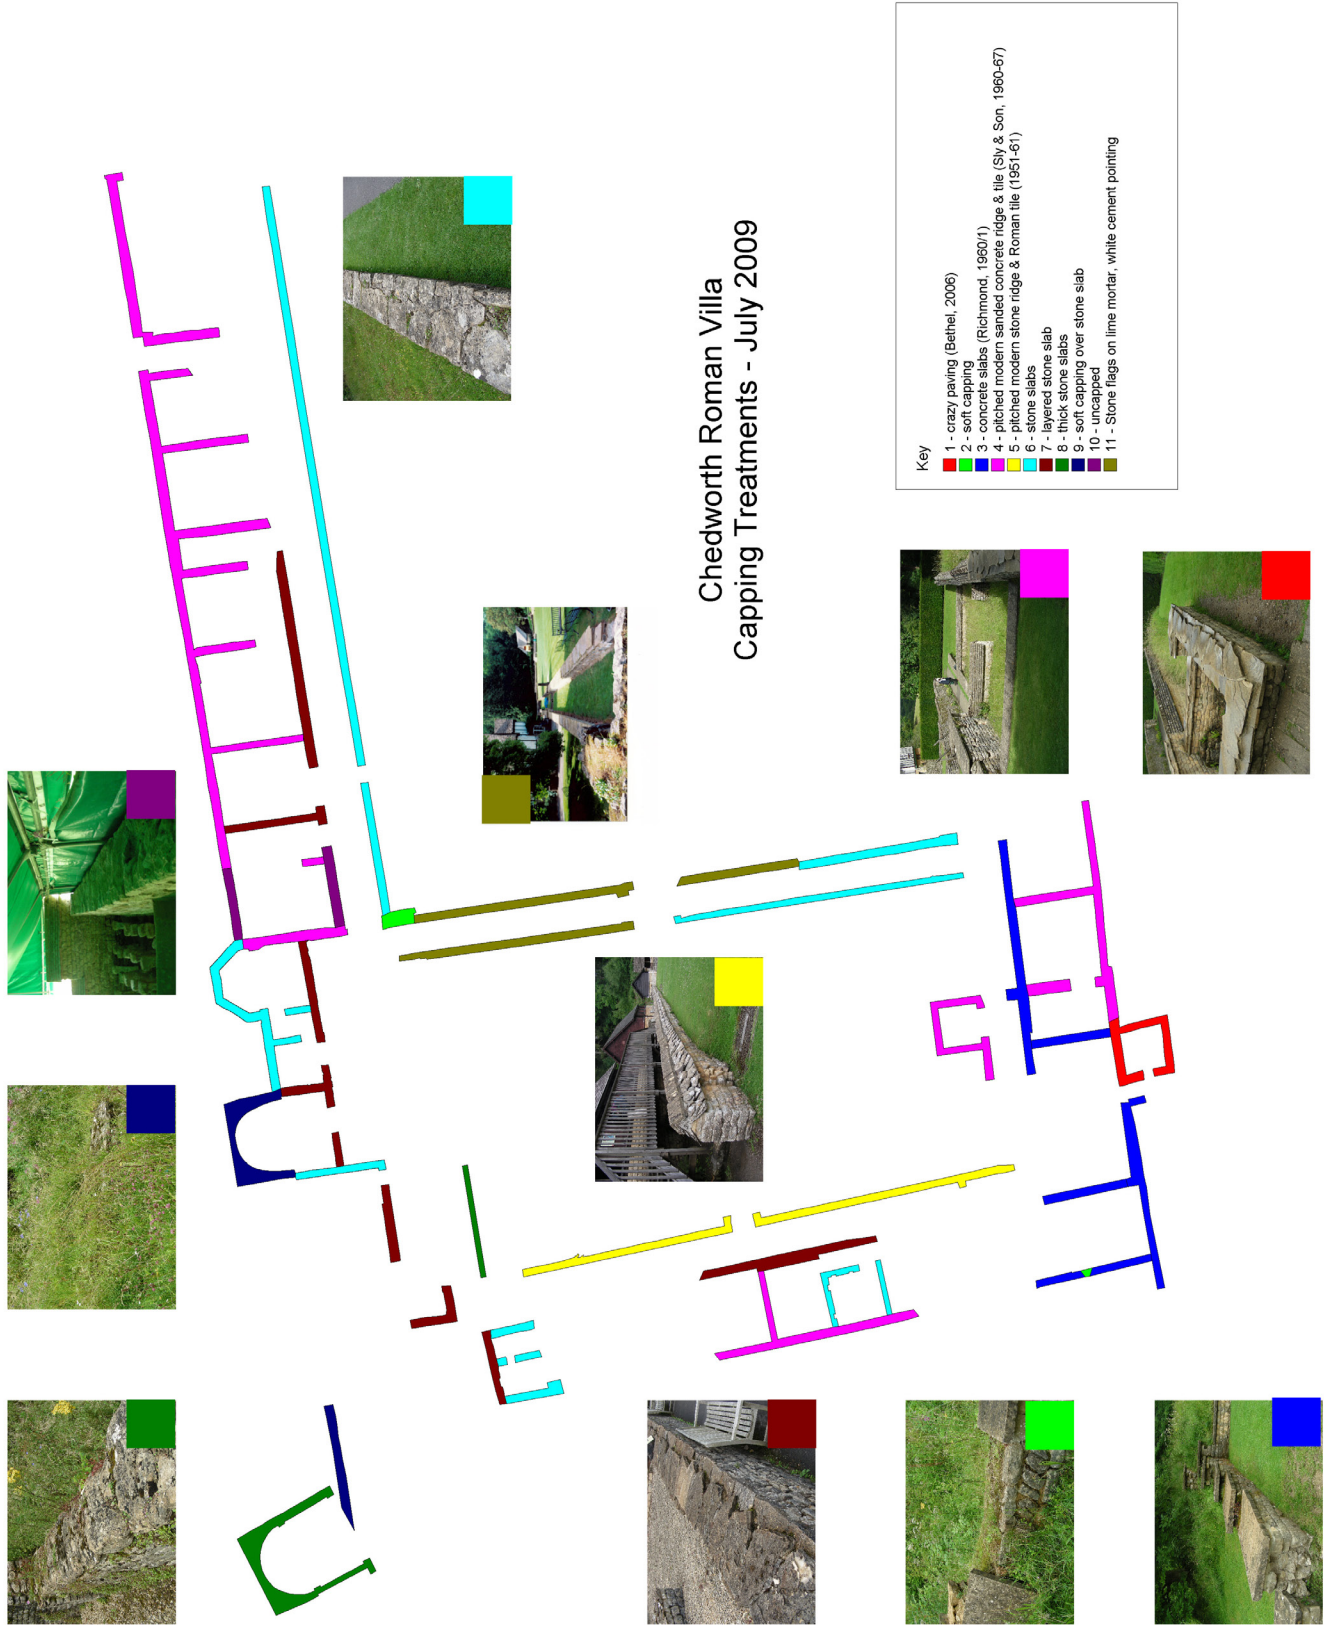 Chedworth Roman Villa
Capping Treatments - July 2009
Key
1 - crazy paving (Bethel, 2006)
2 - soft capping
3 - concrete slabs (Richmond, 1960/1)
4 - pitched modern sanded concrete ridge & tile (Sly & Son, 1960-67)
5 - pitched modern stone ridge & Roman tile (1951-61)
6 - stone slabs
7 - layered stone slab
8 - thick stone slabs
9 - soft capping over stone slab
10 - uncapped
11 - Stone flags on lime mortar, white cement pointing